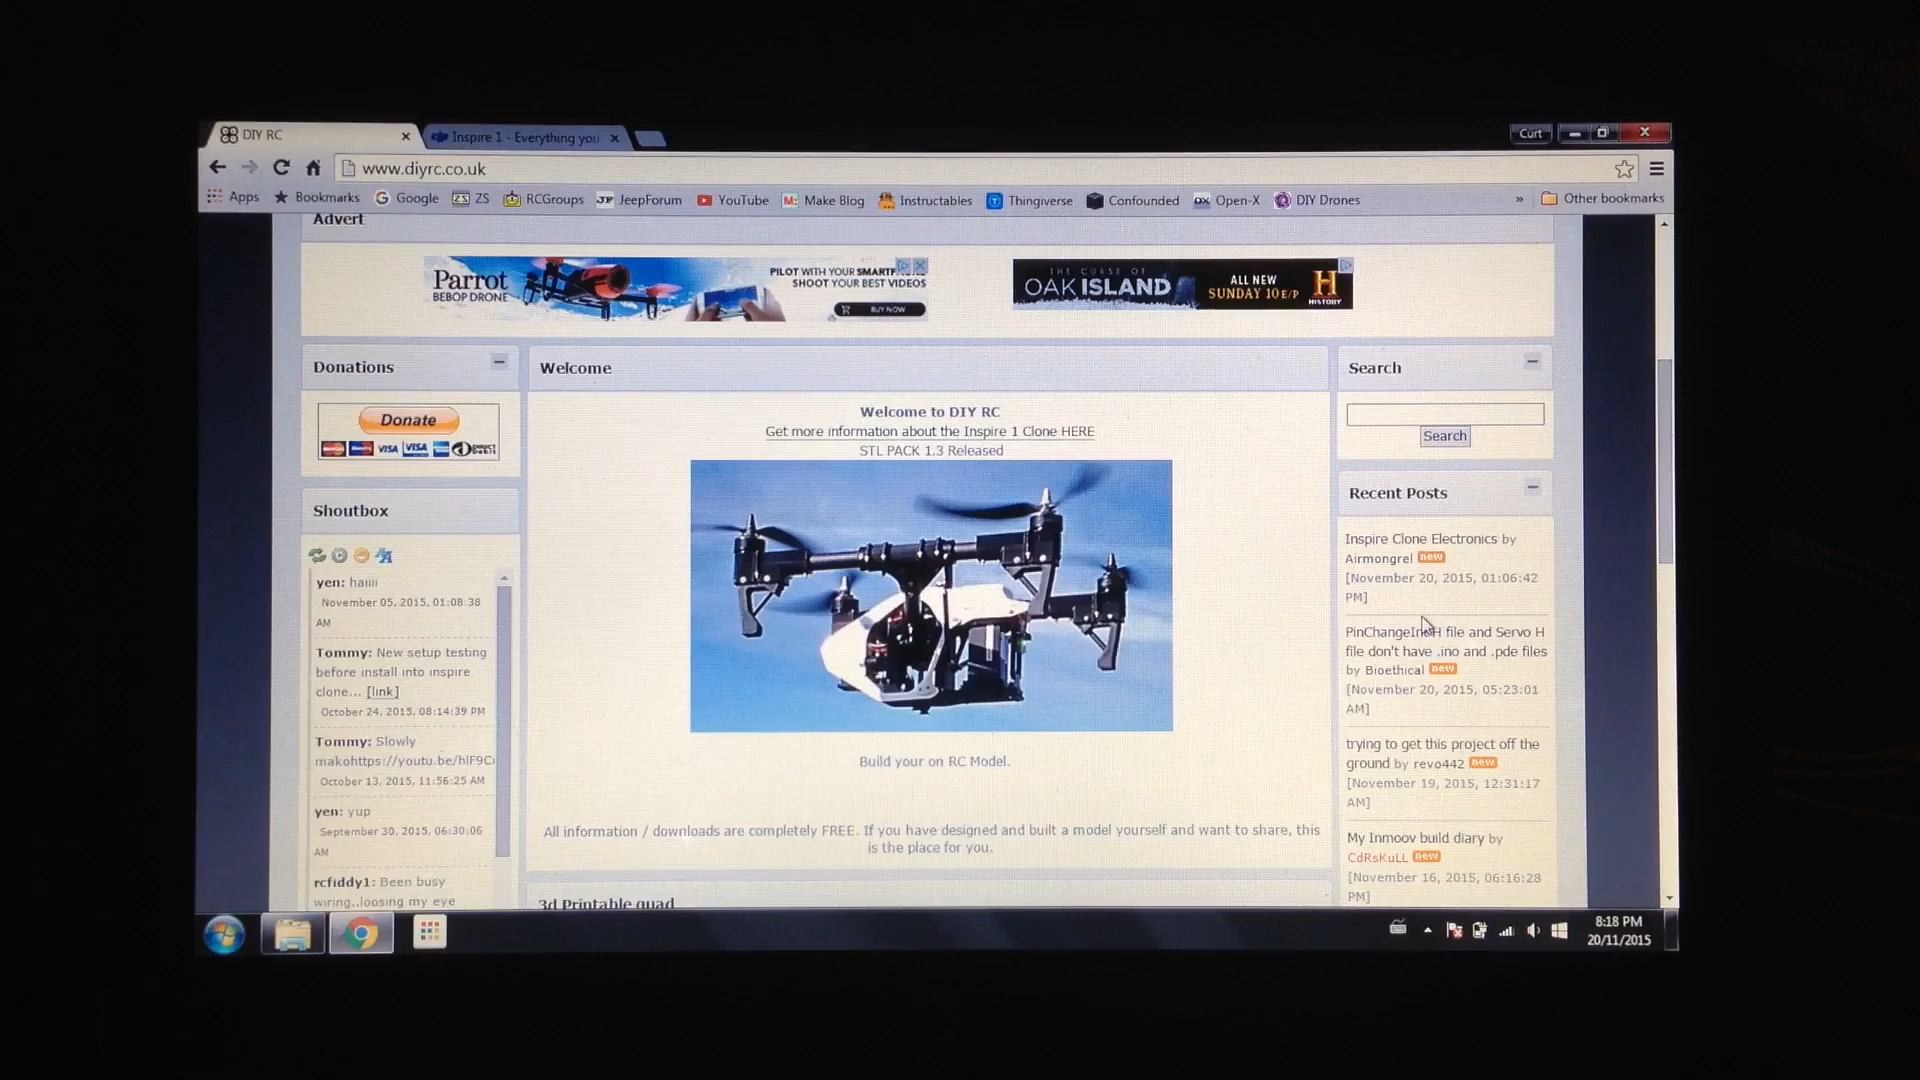 DIY RC
Inspire 1 - Everything you
Curt
www.diyrc.co.uk
Apps
Bookmarks
Google
ZS
RCGroups
JeepForum
YouTube
Make Blog
Instructables
Thingiverse
Confounded
Open-X
DIY Drones
»
Other bookmarks
Advert
Parrot
BEBOP DRONE
PILOT WITH YOUR SMARTP
SHOOT YOUR BEST VIDEOS
BUY NOW
THE CURSE OF
OAK ISLAND
ALL NEW
SUNDAY 10E/P
H
HISTORY
Donations
Donate
VISA VISA
DIRECT
Debit
Shoutbox
yen: haiiii
November 05, 2015, 01:08:38
AM
Tommy: New setup testing
before install into inspire
clone... [link]
October 24, 2015, 08:14:39 PM
Tommy: Slowly
makohttps://youtu.be/hlF9C
October 13, 2015, 11:56:25 AM
yen: yup
September 30, 2015, 06:30:06
AM
rcfiddy1: Been busy
wiring..loosing my eye
Welcome
Welcome to DIY RC
Get more information about the Inspire 1 Clone HERE
STL PACK 1.3 Released
Build your on RC Model.
All information / downloads are completely FREE. If you have designed and built a model yourself and want to share, this
is the place for you.
3d Printable quad
Search
Search
Recent Posts
Inspire Clone Electronics by
Airmongrel new
[November 20, 2015, 01:06:42
PM]
PinChangeInt H file and Servo H
file don't have .ino and .pde files
by Bioethical new
[November 20, 2015, 05:23:01
AM]
trying to get this project off the
ground by revo442 new
[November 19, 2015, 12:31:17
AM]
My Inmoov build diary by
CdRsKuLL new
[November 16, 2015, 06:16:28
PM]
8:18 PM
20/11/2015